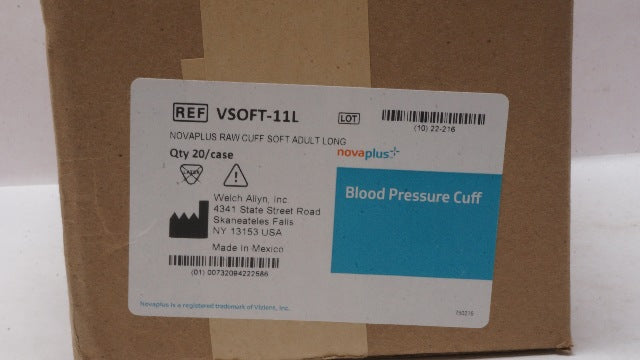 REF VSOFT-11L
LOT
(10) 22-216
NOVAPLUS RAW CUFF SOFT ADULT LONG
Qty 20/case
novaplus
Blood Pressure Cuff
LATEX
Welch Allyn, Inc.
4341 State Street Road
Skaneateles Falls
NY 13153 USA
Made in Mexico
(01) 00732094222586
Novaplus is a registered trademark of Vizient, Inc.